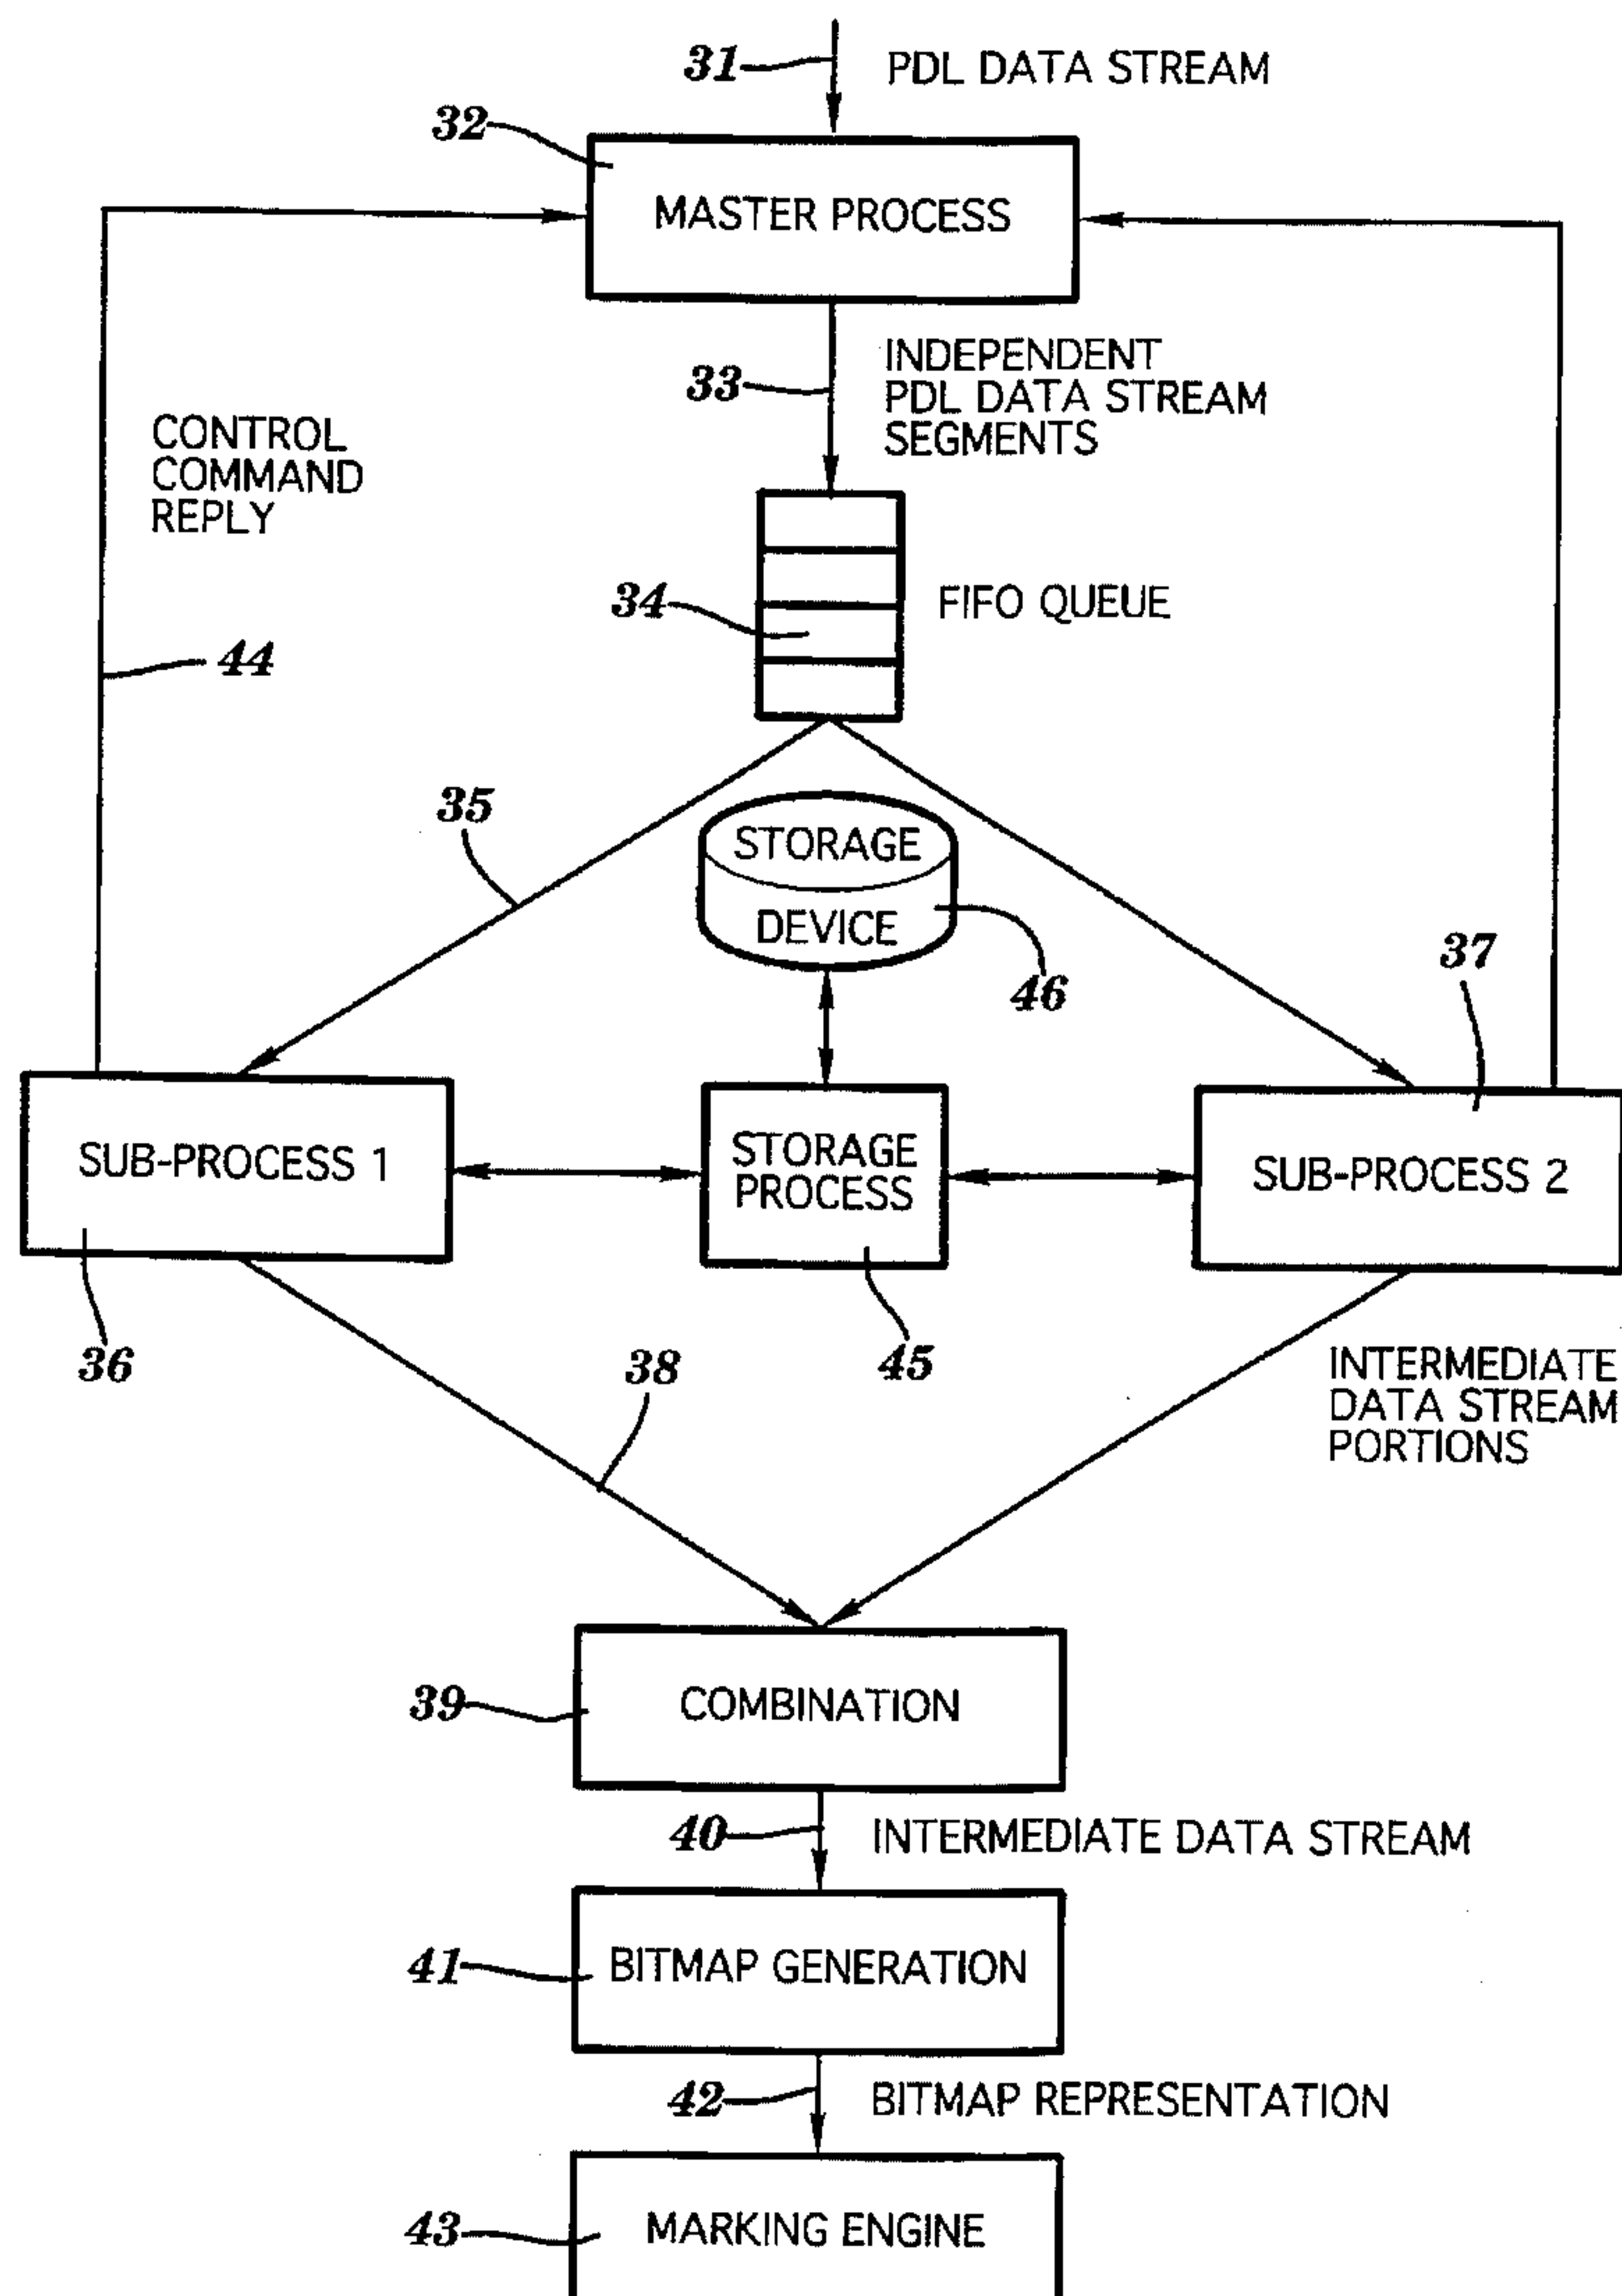 31
PDL DATA STREAM
32
MASTER PROCESS
33
INDEPENDENT
PDL DATA STREAM
SEGMENTS
CONTROL
COMMAND
REPLY
34
FIFO QUEUE
44
35
STORAGE
DEVICE
46
37
SUB-PROCESS 1
STORAGE
PROCESS
SUB-PROCESS 2
36
45
38
INTERMEDIATE
DATA STREAM
PORTIONS
39
COMBINATION
40
INTERMEDIATE DATA STREAM
41
BITMAP GENERATION
42
BITMAP REPRESENTATION
43
MARKING ENGINE